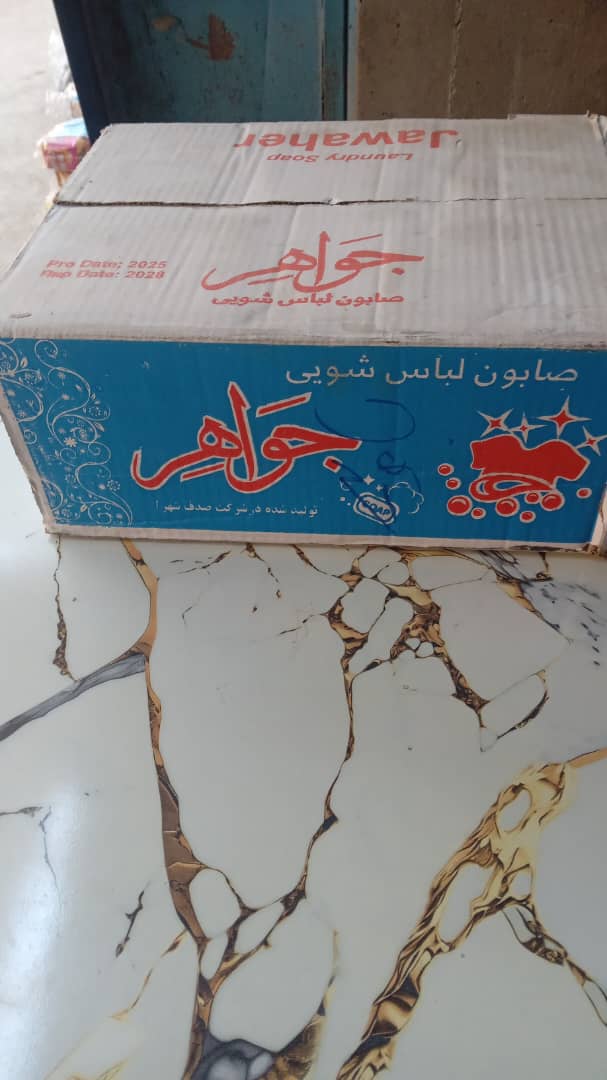 Jawaher
Laundry Soap
جواهر
صابون لباس شویی
Pro Date: 2025
Exp Date: 2028
صابون لباس شویی
جواهر
SOAP
تولید شده در شرکت صدف شهر